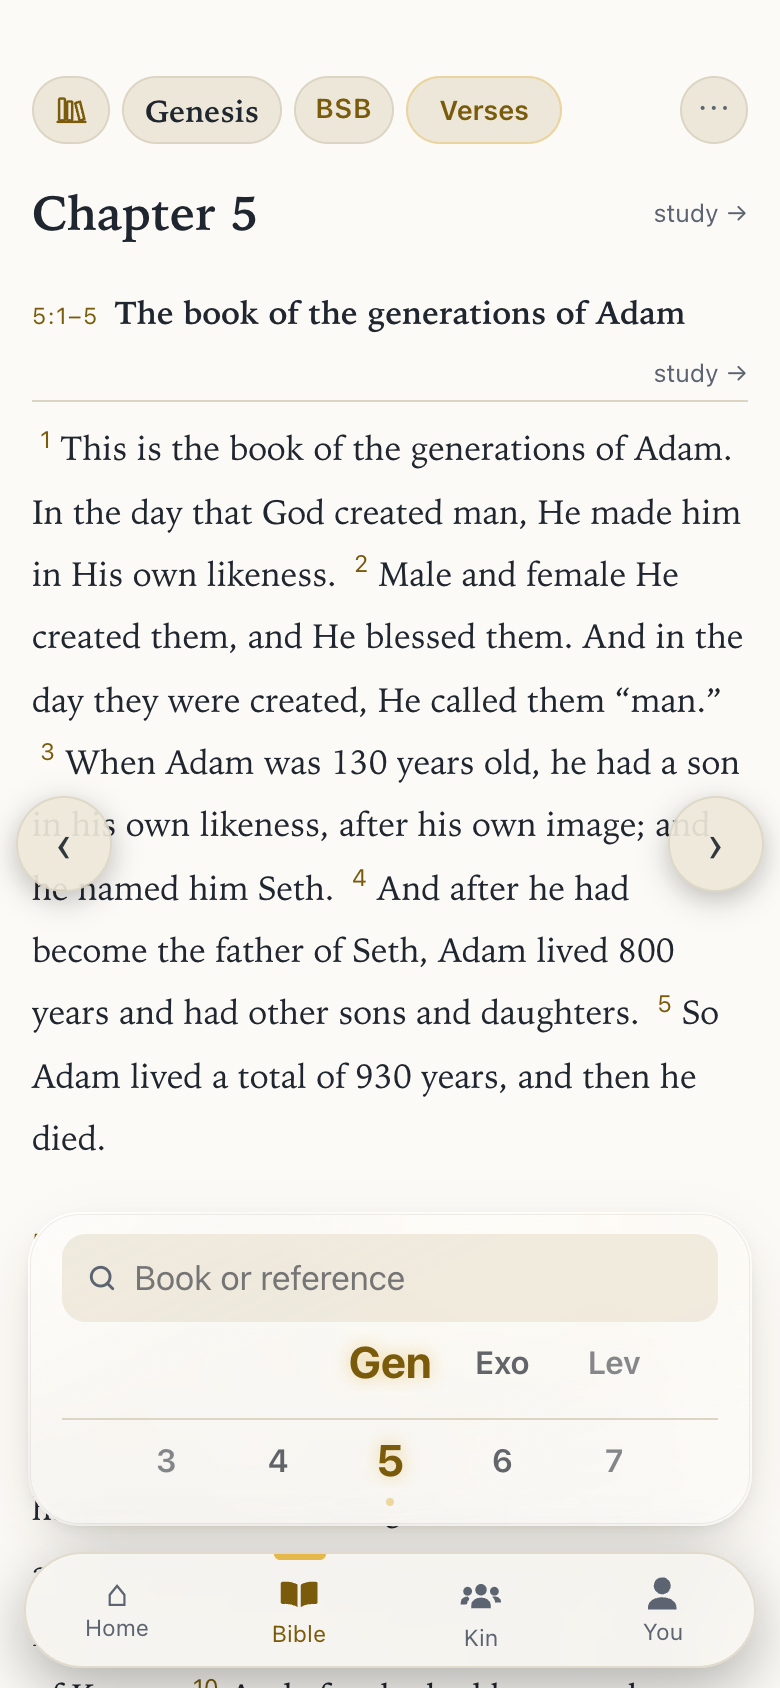 Genesis BSB Verses ...
Chapter 5 study →
5:1–5 The book of the generations of Adam
study →
1 This is the book of the generations of Adam.
In the day that God created man, He made him
in His own likeness. 2 Male and female He
created them, and He blessed them. And in the
day they were created, He called them “man.”
3 When Adam was 130 years old, he had a son
in his own likeness, after his own image; and
he named him Seth. 4 And after he had
become the father of Seth, Adam lived 800
years and had other sons and daughters. 5 So
Adam lived a total of 930 years, and then he
died.
Book or reference
Gen Exo Lev
3 4 5 6 7
Home Bible Kin You
10